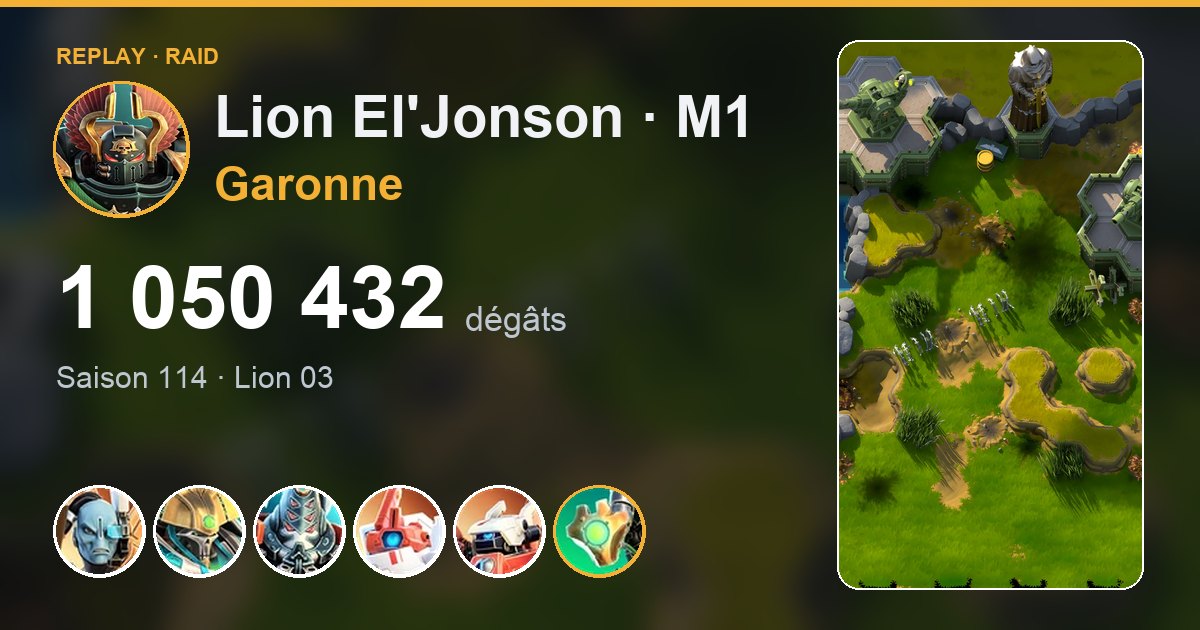 REPLAY · RAID
Lion El'Jonson · M1
Garonne
1 050 432 dégâts
Saison 114 · Lion 03